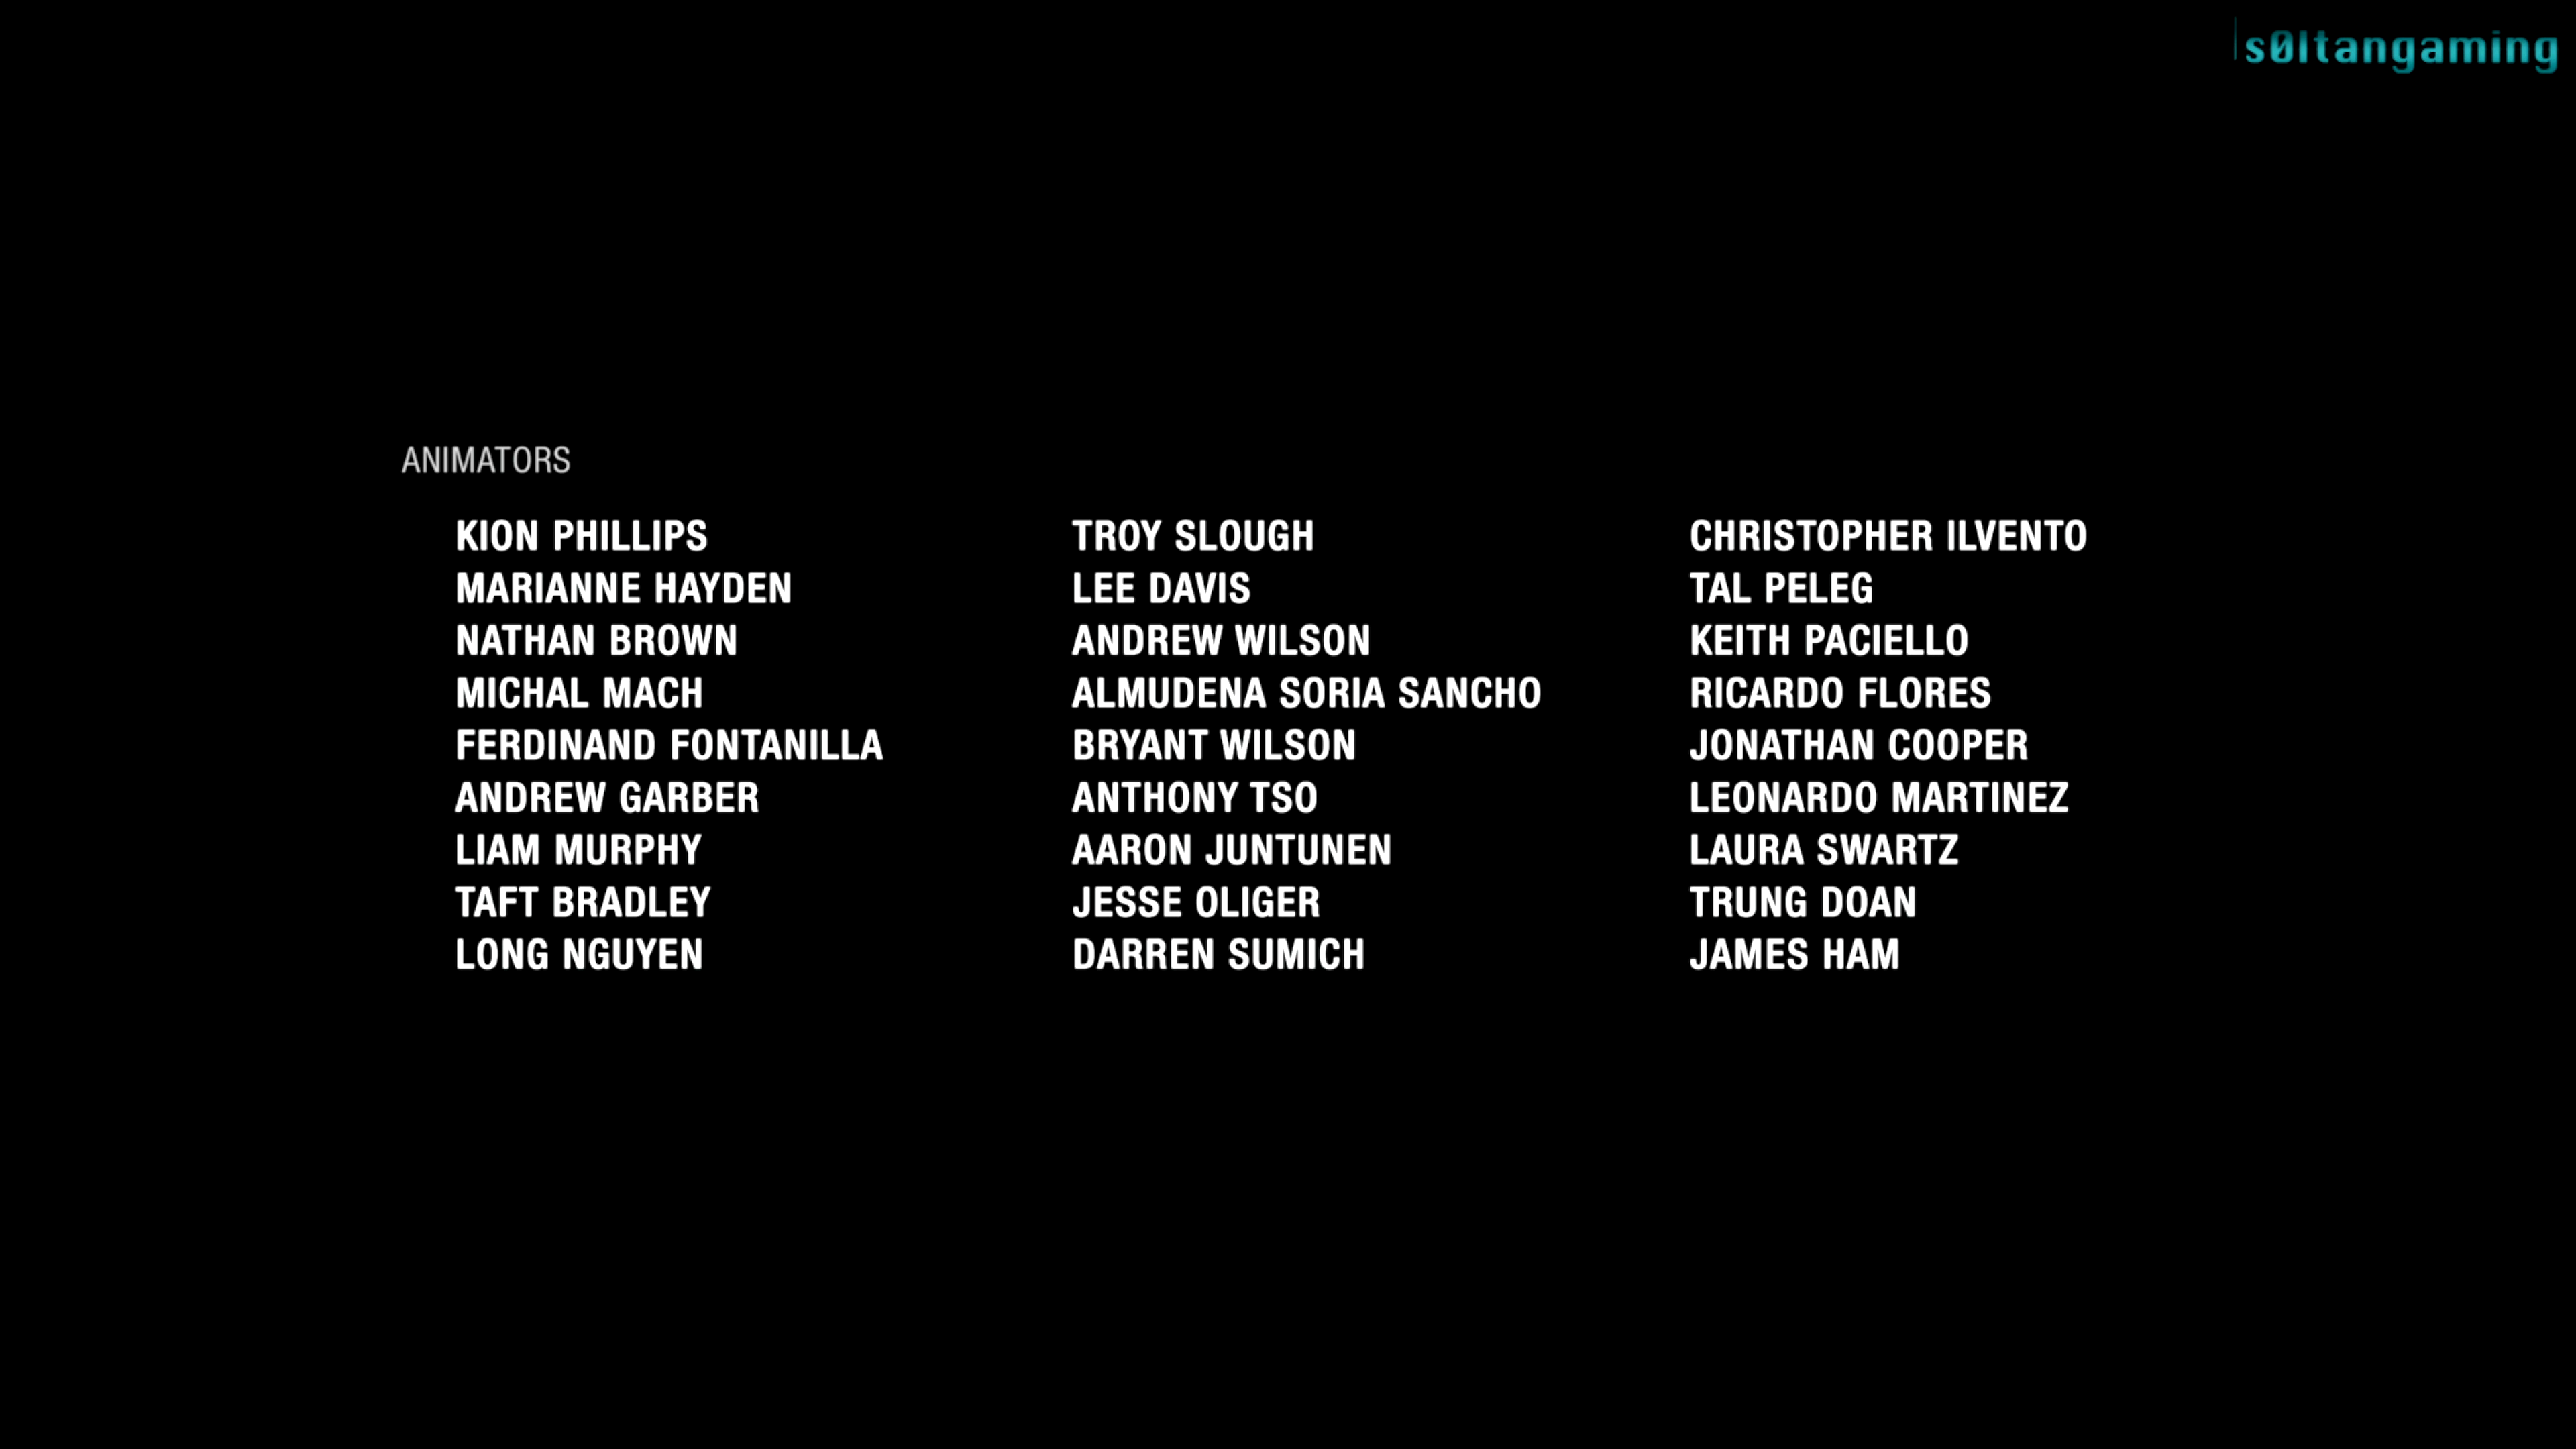 s0ltangaming
ANIMATORS
KION PHILLIPS
MARIANNE HAYDEN
NATHAN BROWN
MICHAL MACH
FERDINAND FONTANILLA
ANDREW GARBER
LIAM MURPHY
TAFT BRADLEY
LONG NGUYEN
TROY SLOUGH
LEE DAVIS
ANDREW WILSON
ALMUDENA SORIA SANCHO
BRYANT WILSON
ANTHONY TSO
AARON JUNTUNEN
JESSE OLIGER
DARREN SUMICH
CHRISTOPHER ILVENTO
TAL PELEG
KEITH PACIELLO
RICARDO FLORES
JONATHAN COOPER
LEONARDO MARTINEZ
LAURA SWARTZ
TRUNG DOAN
JAMES HAM